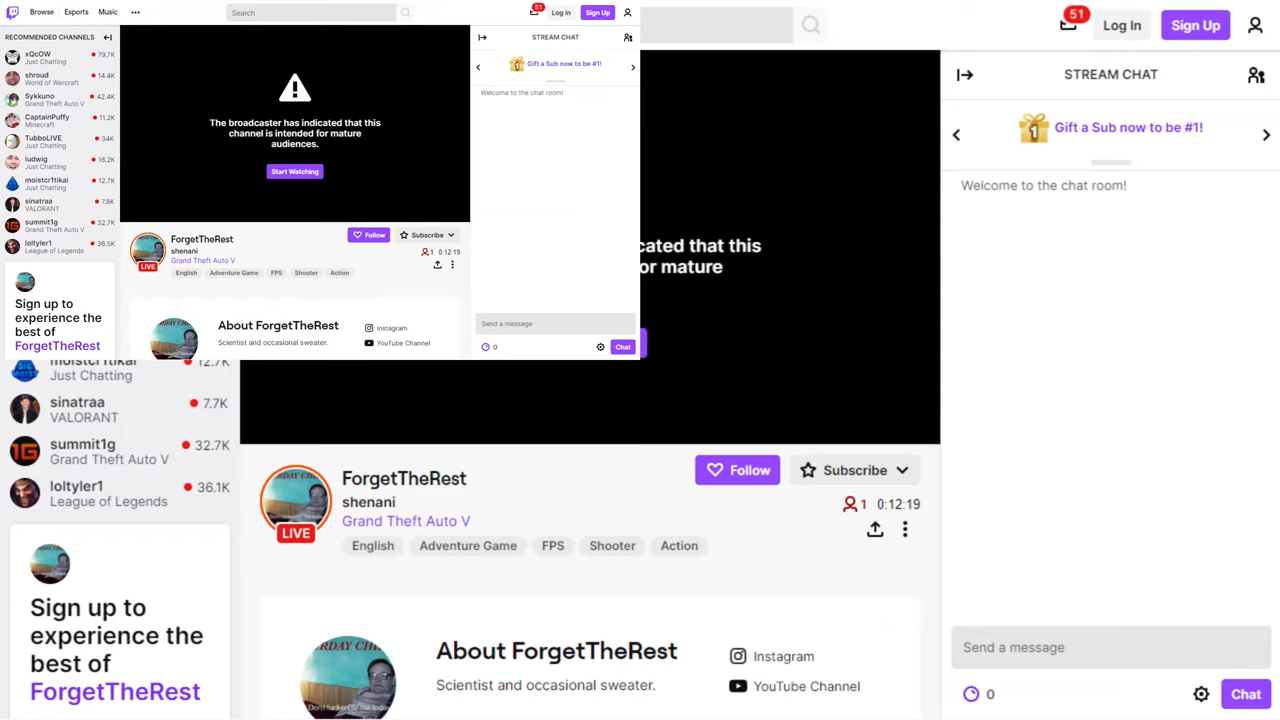 Browse
Esports
Music
Search
51
Log In
Sign Up
RECOMMENDED CHANNELS
xQcOW
79.7K
Just Chatting
shroud
14.4K
World of Warcraft
Sykkuno
42.4K
Grand Theft Auto V
CaptainPuffy
11.2K
Minecraft
TubboLIVE
34K
Just Chatting
ludwig
16.2K
Just Chatting
moistcr1tikal
12.7K
Just Chatting
sinatraa
7.8K
VALORANT
summit1g
32.7K
Grand Theft Auto V
loltyler1
36.5K
League of Legends
Sign up to
experience the
best of
ForgetTheRest
The broadcaster has indicated that this
channel is intended for mature
audiences.
Start Watching
ForgetTheRest
shenani
Grand Theft Auto V
LIVE
English
Adventure Game
FPS
Shooter
Action
Follow
Subscribe
1
0:12:19
About ForgetTheRest
Scientist and occasional sweater.
Instagram
YouTube Channel
STREAM CHAT
Gift a Sub now to be #1!
Welcome to the chat room!
Send a message
0
Chat
51
Log In
Sign Up
STREAM CHAT
1
Gift a Sub now to be #1!
Welcome to the chat room!
cated that this
or mature
moistcr1tikal
12.7K
Just Chatting
sinatraa
7.7K
VALORANT
summit1g
32.7K
Grand Theft Auto V
loltyler1
36.1K
League of Legends
Sign up to
experience the
best of
ForgetTheRest
ForgetTheRest
shenani
Grand Theft Auto V
LIVE
English
Adventure Game
FPS
Shooter
Action
Follow
Subscribe
1
0:12:19
About ForgetTheRest
Scientist and occasional sweater.
Instagram
YouTube Channel
Send a message
0
Chat